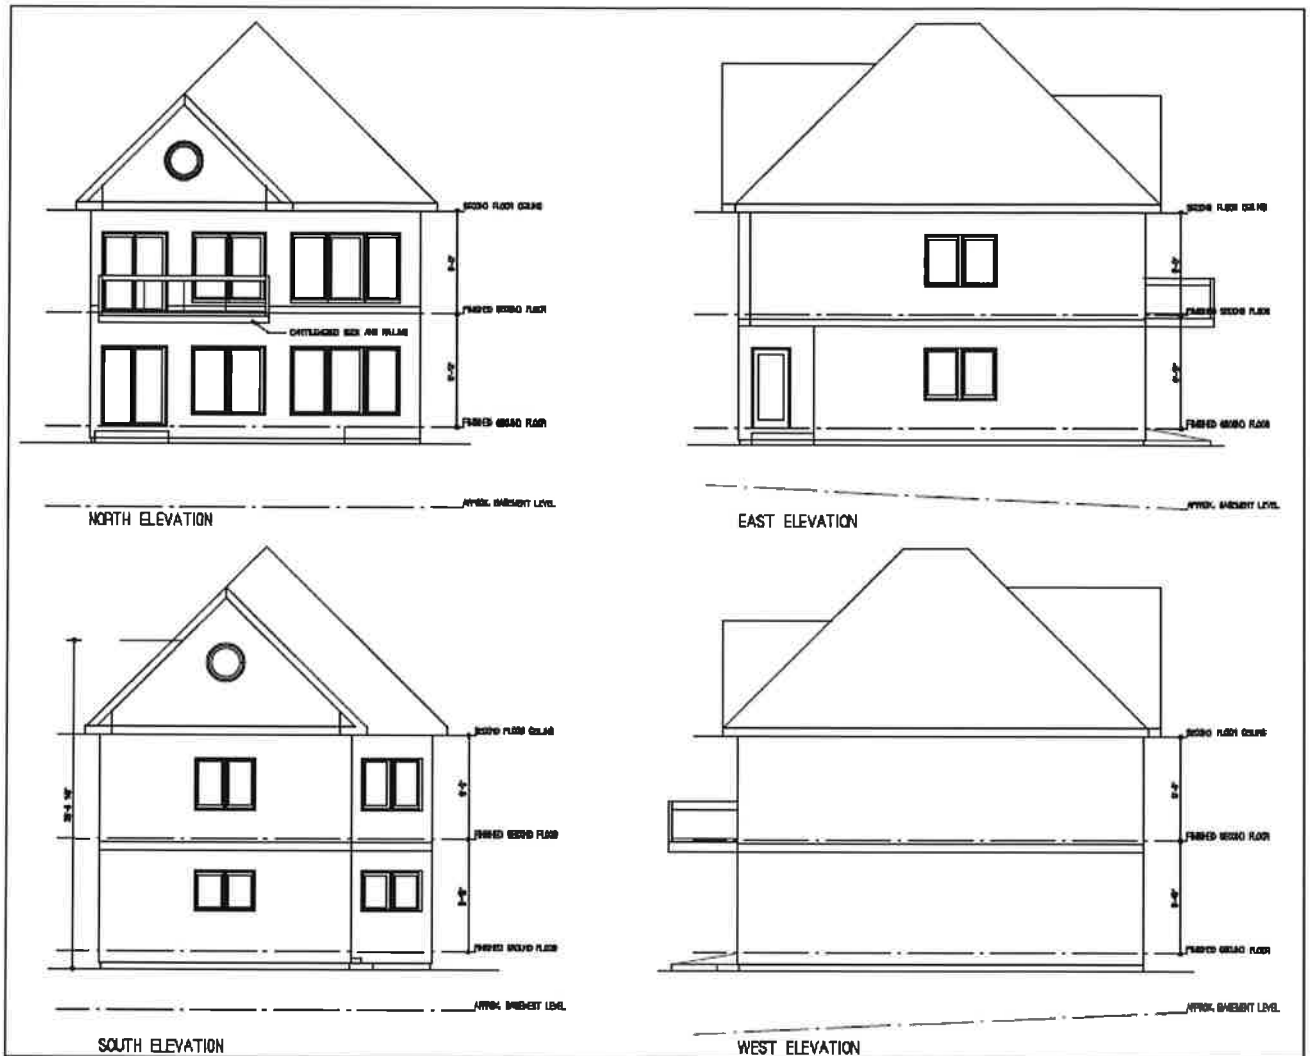 SECOND FLOOR CEILING
FINISHED SECOND FLOOR
CANTILEVERED DECK AND RAILING
FINISHED GROUND FLOOR
APPROX. BASEMENT LEVEL
NORTH ELEVATION
SECOND FLOOR CEILING
FINISHED SECOND FLOOR
FINISHED GROUND FLOOR
APPROX. BASEMENT LEVEL
EAST ELEVATION
SECOND FLOOR CEILING
FINISHED SECOND FLOOR
FINISHED GROUND FLOOR
APPROX. BASEMENT LEVEL
SOUTH ELEVATION
SECOND FLOOR CEILING
FINISHED SECOND FLOOR
FINISHED GROUND FLOOR
APPROX. BASEMENT LEVEL
WEST ELEVATION